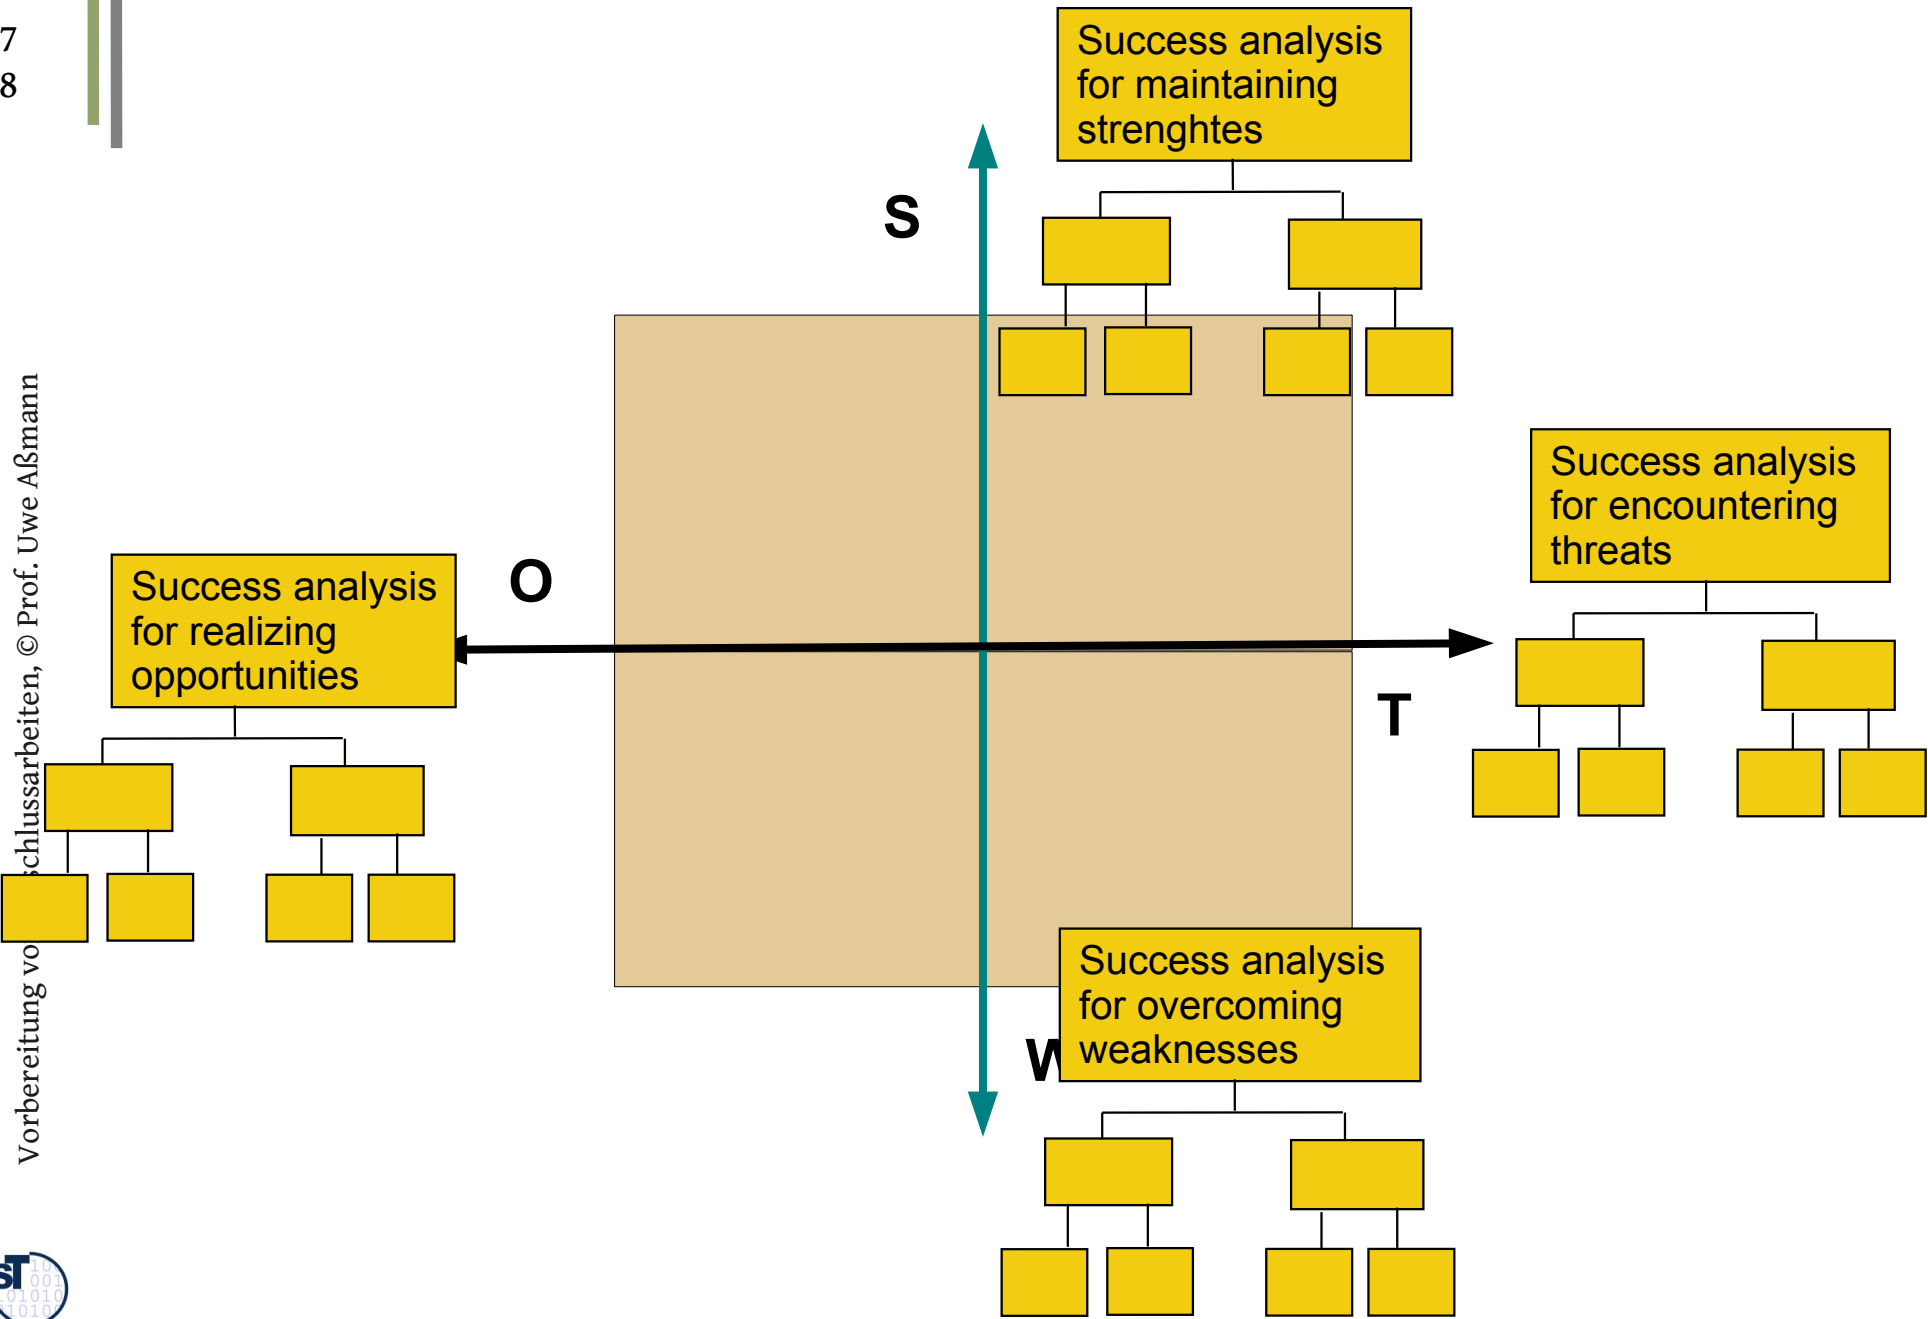 7
8
Success analysis
for maintaining
strenghtes
S
Success analysis
for encountering
threats
O
Success analysis
for realizing
opportunities
T
Success analysis
for overcoming
weaknesses
W
Vorbereitung schlussarbeiten, © Prof. Uwe Aßmann
sT